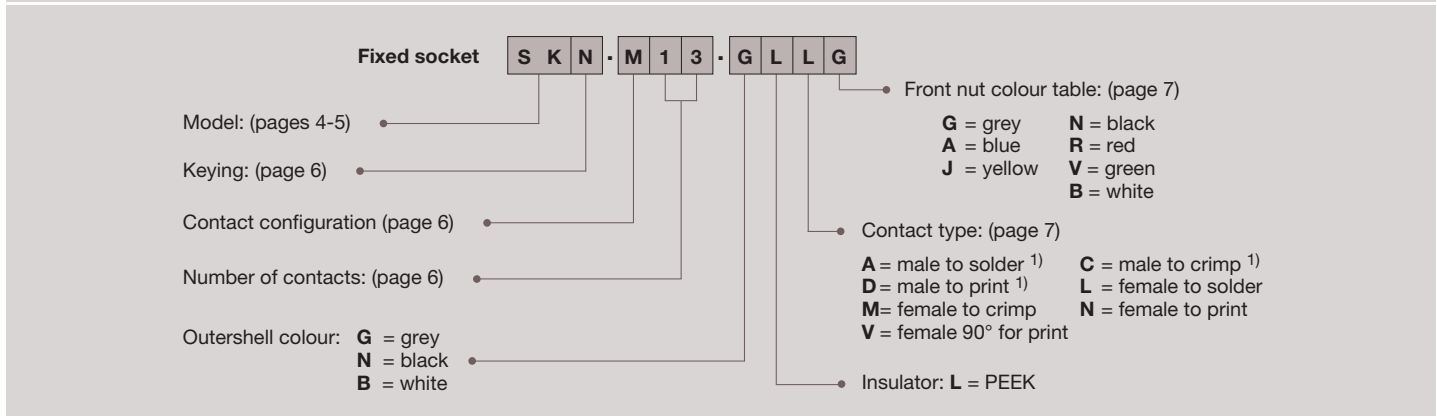 Fixed socket S K N . M 1 3 . G L L G
Model: (pages 4-5)
Keying: (page 6)
Contact configuration (page 6)
Number of contacts: (page 6)
Outershell colour: G = grey
N = black
B = white
Front nut colour table: (page 7)
G = grey N = black
A = blue R = red
J = yellow V = green
B = white
Contact type: (page 7)
A = male to solder 1) C = male to crimp 1)
D = male to print 1) L = female to solder
M= female to crimp N = female to print
V = female 90° for print
Insulator: L = PEEK